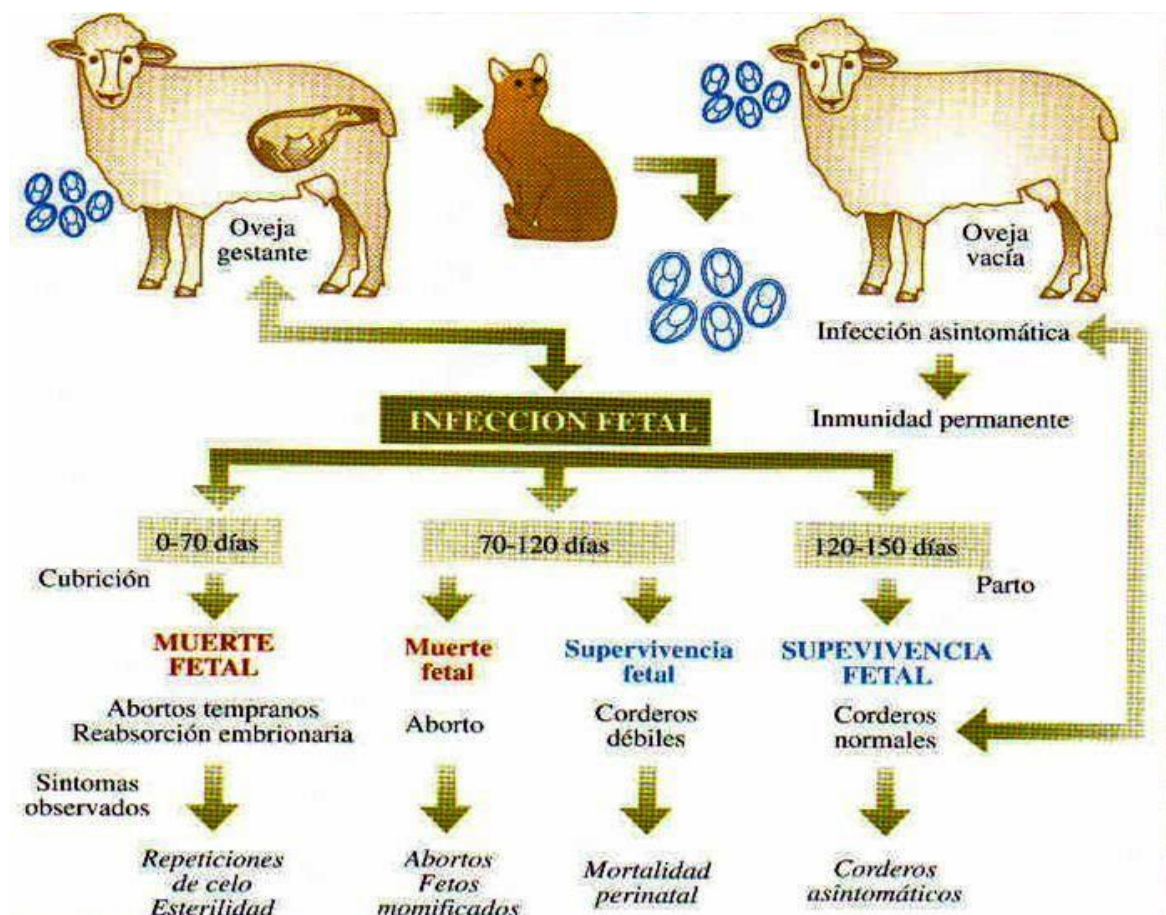 Oveja
gestante
Oveja
vacía
Infección asintomática
Inmunidad permanente
INFECCION FETAL
0-70 días
70-120 días
120-150 días
Cubrición
Parto
MUERTE
FETAL
Muerte
fetal
Supervivencia
fetal
SUPEVIVENCIA
FETAL
Abortos tempranos
Reabsorción embrionaria
Aborto
Corderos
débiles
Corderos
normales
Sintomas
observados
Repeticiones
de celo
Esterilidad
Abortos
Fetos
momificados
Mortalidad
perinatal
Corderos
asintomáticos